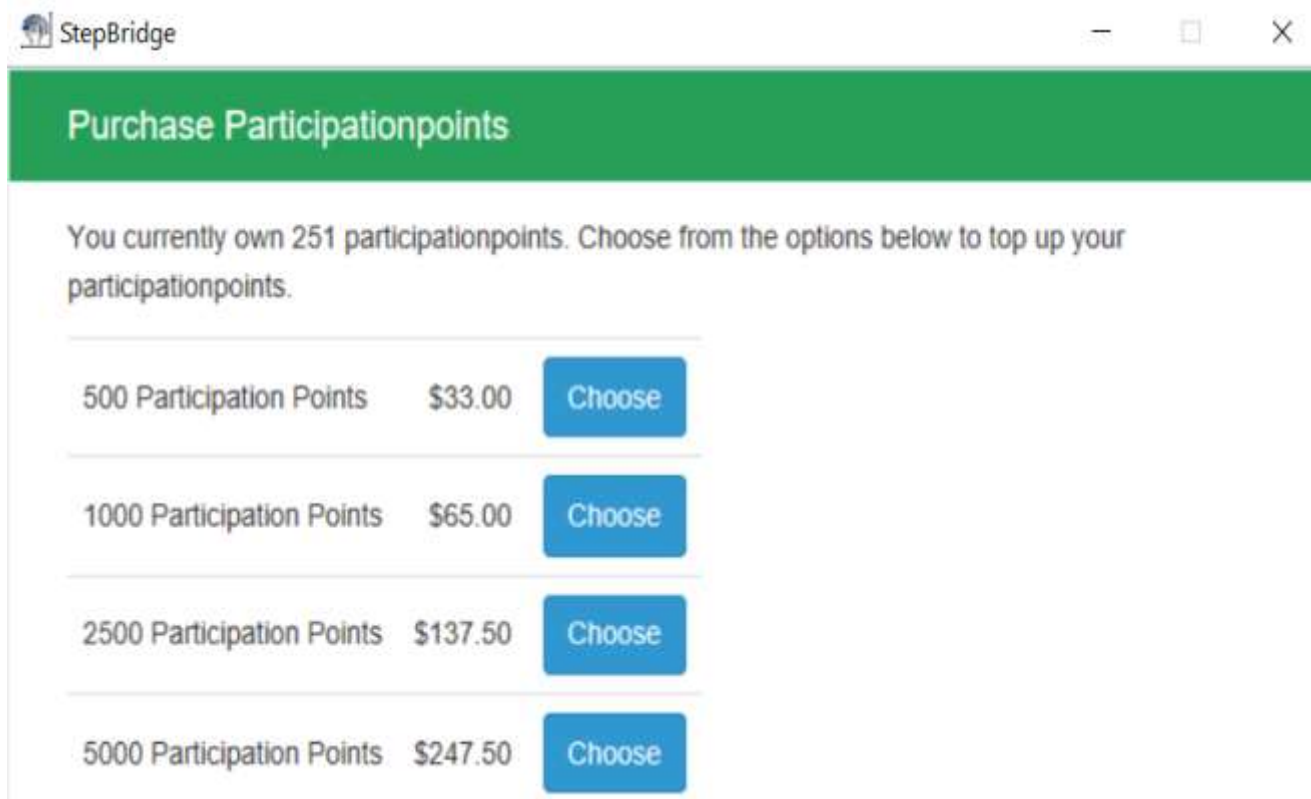 StepBridge
Purchase Participationpoints
You currently own 251 participationpoints. Choose from the options below to top up your
participationpoints.
500 Participation Points $33.00 Choose
1000 Participation Points $65.00 Choose
2500 Participation Points $137.50 Choose
5000 Participation Points $247.50 Choose